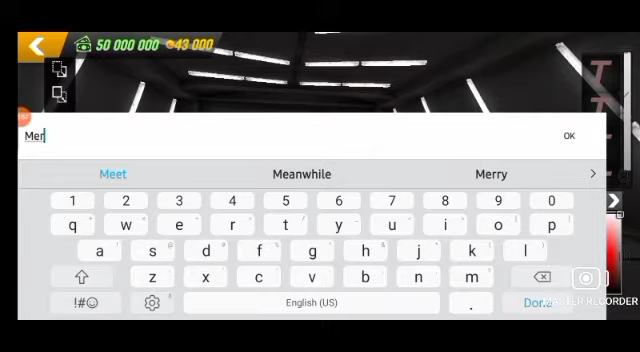 50 000 000 43 000
T
T
Mer
OK
Meet Meanwhile Merry
1 2 3 4 5 6 7 8 9 0
q w e r t y u i o p
a s d f g h j k l
z x c v b n m
!#☺ English (US) . Done